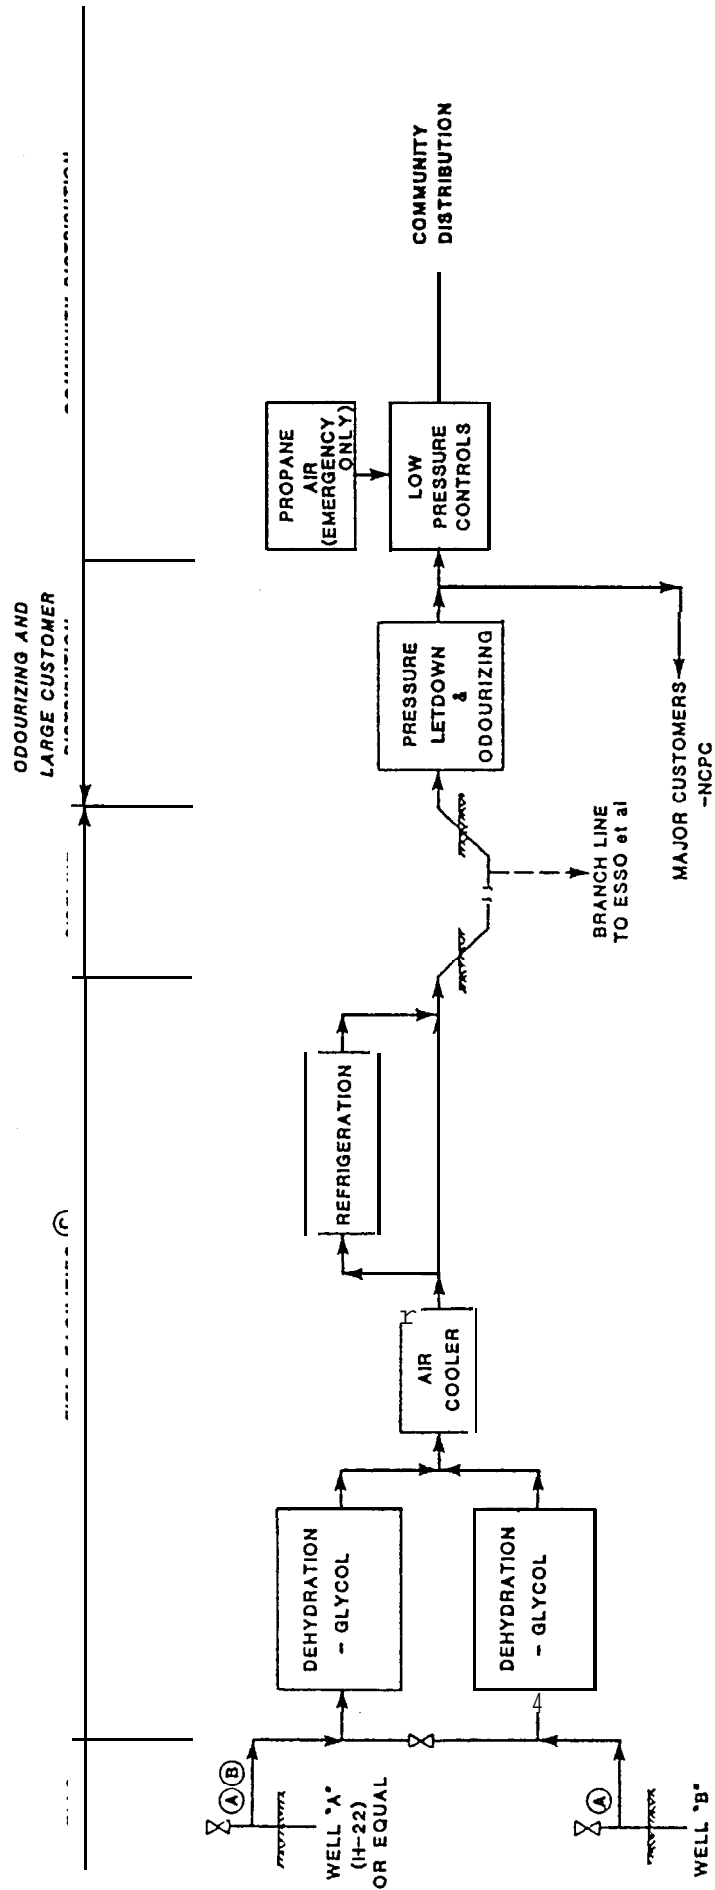 ODOURIZING AND
LARGE CUSTOMER
Ⓒ
Ⓐ Ⓑ
WELL "A"
(H-22)
OR EQUAL
Ⓐ
WELL "B"
DEHYDRATION
- GLYCOL
DEHYDRATION
- GLYCOL
4
AIR
COOLER
r
REFRIGERATION
BRANCH LINE
TO ESSO et al
PRESSURE
LETDOWN
&
ODOURIZING
MAJOR CUSTOMERS
-NCPC
PROPANE
AIR
(EMERGENCY
ONLY)
LOW
PRESSURE
CONTROLS
COMMUNITY
DISTRIBUTION